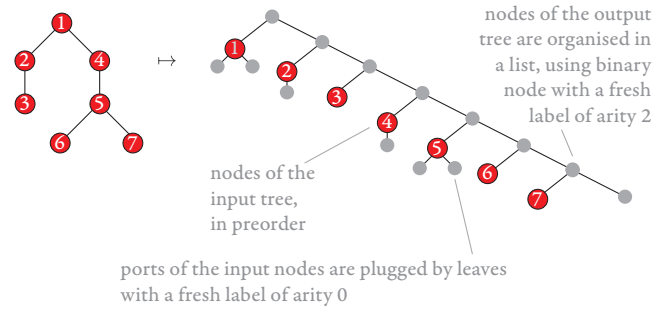 1
2
4
3
5
6
7
↦
1
2
3
4
5
6
7
nodes of the output
tree are organised in
a list, using binary
node with a fresh
label of arity 2
nodes of the
input tree,
in preorder
ports of the input nodes are plugged by leaves
with a fresh label of arity 0